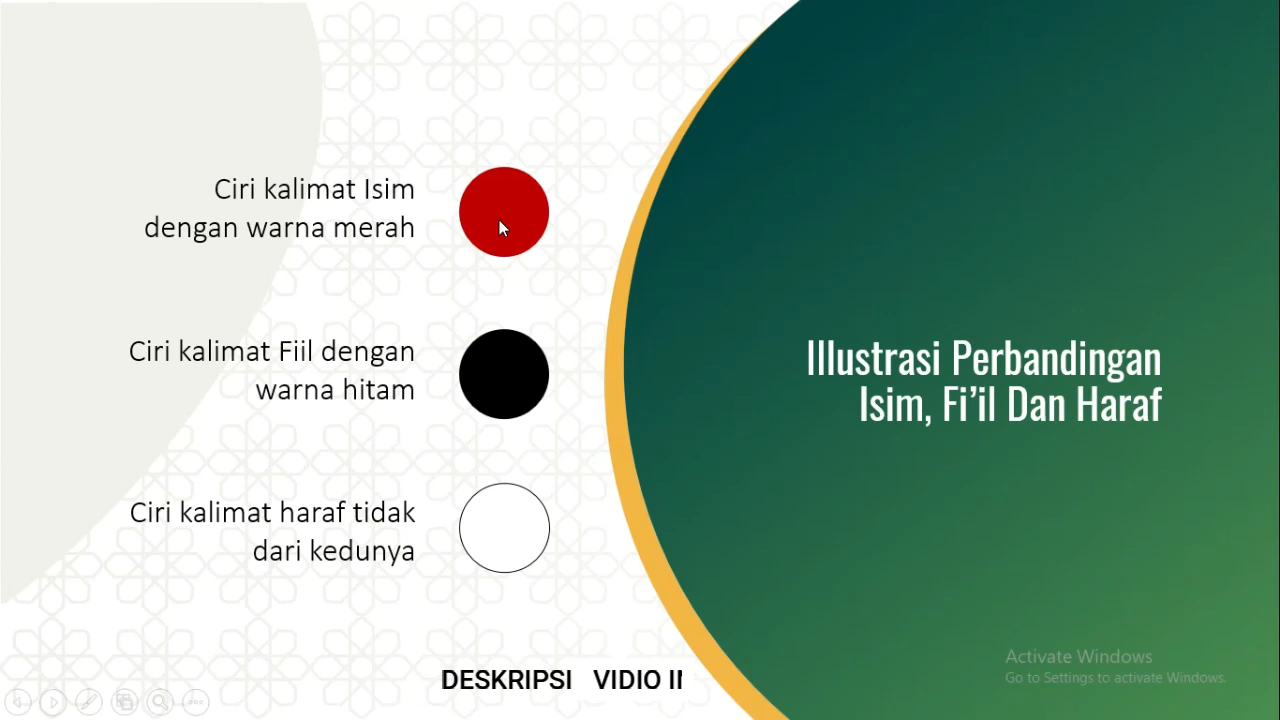 Ciri kalimat Isim
dengan warna merah
Ciri kalimat Fiil dengan
warna hitam
Ciri kalimat haraf tidak
dari kedunya
Illustrasi Perbandingan
Isim, Fi’il Dan Haraf
DESKRIPSI VIDIO
Activate Windows
Go to Settings to activate Windows.